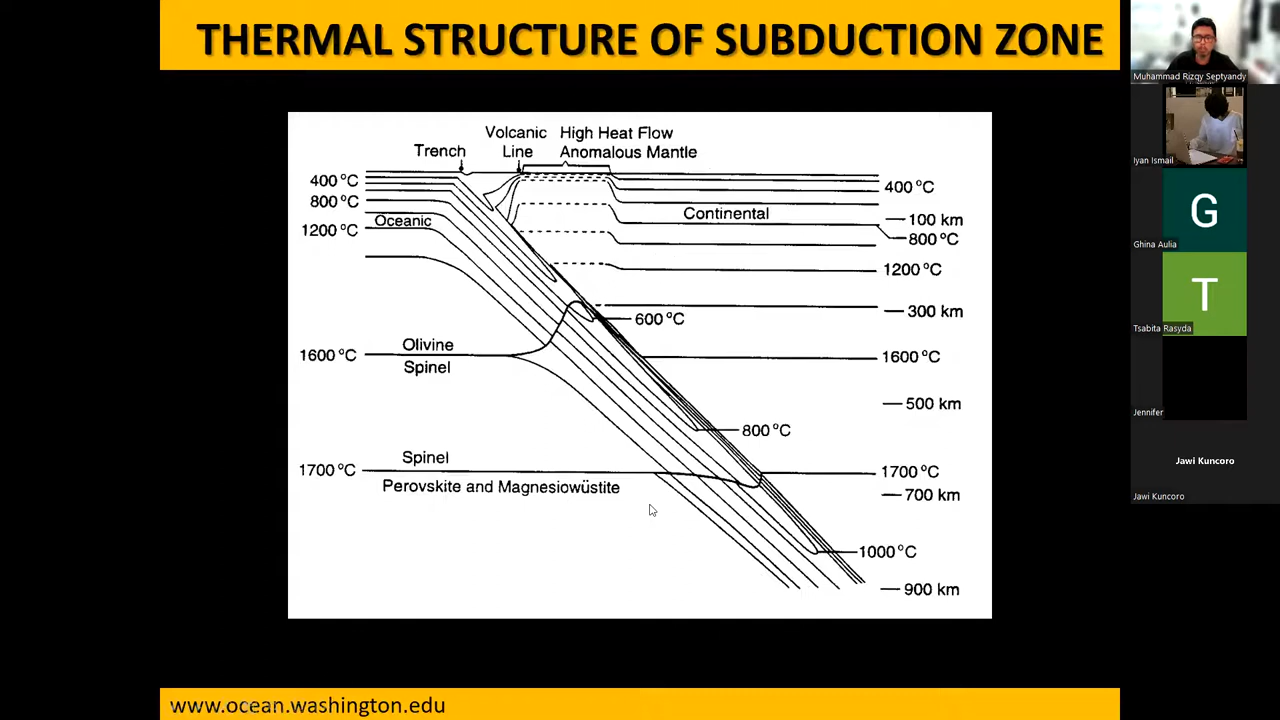 THERMAL STRUCTURE OF SUBDUCTION ZONE
Volcanic
Line
High Heat Flow
Anomalous Mantle
Trench
400°C
800°C
1200°C
Oceanic
Continental
400°C
100 km
800°C
1200°C
300 km
600°C
Olivine
1600°C
Spinel
1600°C
500 km
800°C
Spinel
1700°C
Perovskite and Magnesiowüstite
1700°C
700 km
1000°C
900 km
www.ocean.washington.edu
Muhammad Rizqy Septyandy
Iyan Ismail
G
Ghina Aulia
T
Tsabita Rasyda
Jennifer
Jawi Kuncoro
Jawi Kuncoro